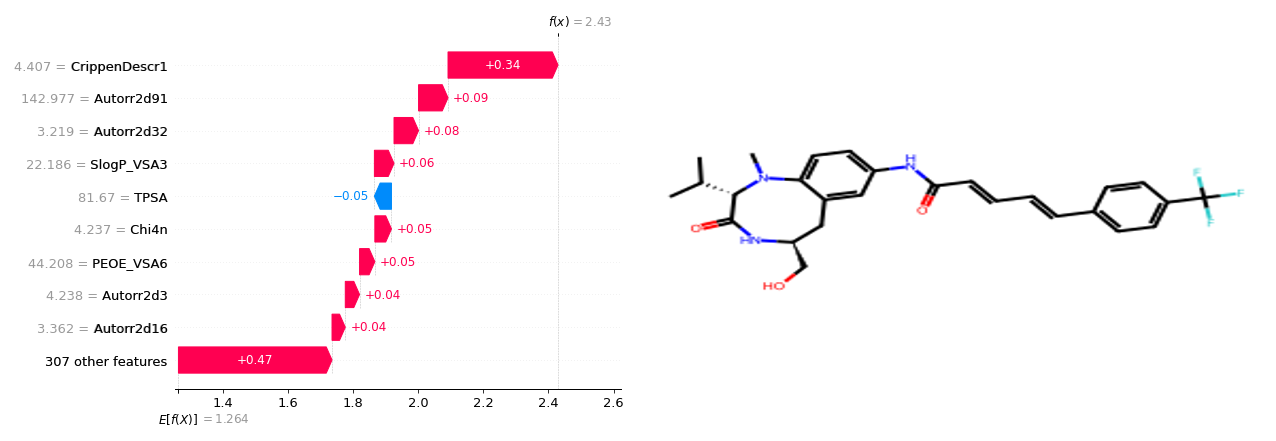 f(x) = 2.43
4.407 = CrippenDescr1 +0.34
142.977 = Autorr2d91 +0.09
3.219 = Autorr2d32 +0.08
22.186 = SlogP_VSA3 +0.06
81.67 = TPSA −0.05
4.237 = Chi4n +0.05
44.208 = PEOE_VSA6 +0.05
4.238 = Autorr2d3 +0.04
3.362 = Autorr2d16 +0.04
307 other features +0.47
1.4 1.6 1.8 2.0 2.2 2.4 2.6
E[f(X)] = 1.264
N
O
HN
HO
H
N
O
F
F
F